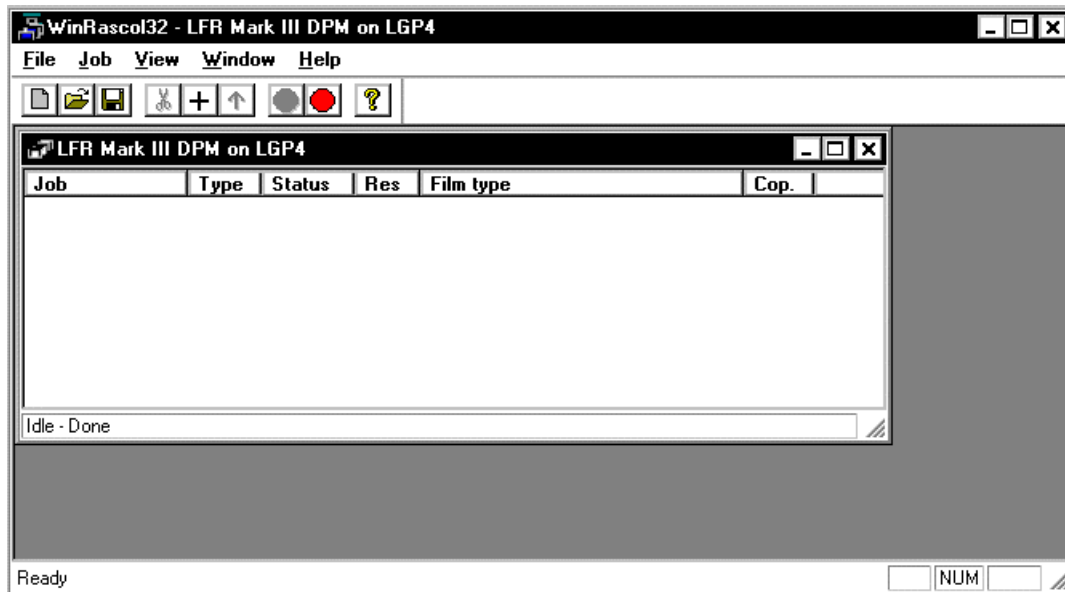 WinRascol32 - LFR Mark III DPM on LGP4
File Job View Window Help
LFR Mark III DPM on LGP4
Job Type Status Res Film type Cop.
Idle - Done
Ready NUM